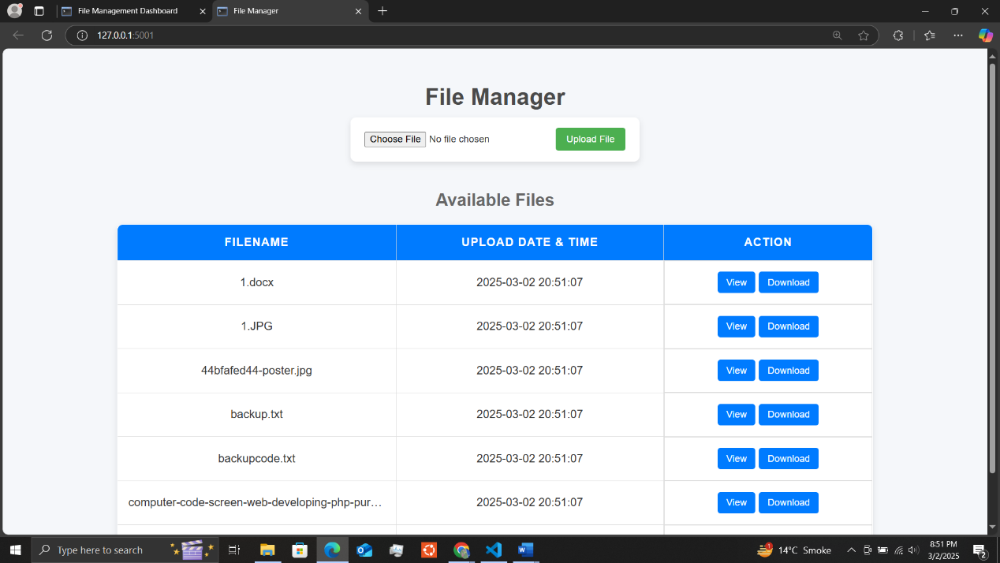 File Management Dashboard
File Manager
127.0.0.1:5001
File Manager
Choose File No file chosen
Upload File
Available Files
FILENAME UPLOAD DATE & TIME ACTION
1.docx 2025-03-02 20:51:07 View Download
1.JPG 2025-03-02 20:51:07 View Download
44bfafed44-poster.jpg 2025-03-02 20:51:07 View Download
backup.txt 2025-03-02 20:51:07 View Download
backupcode.txt 2025-03-02 20:51:07 View Download
computer-code-screen-web-developing-php-pur… 2025-03-02 20:51:07 View Download
Type here to search
1
14°C Smoke
8:51 PM
3/2/2025
2